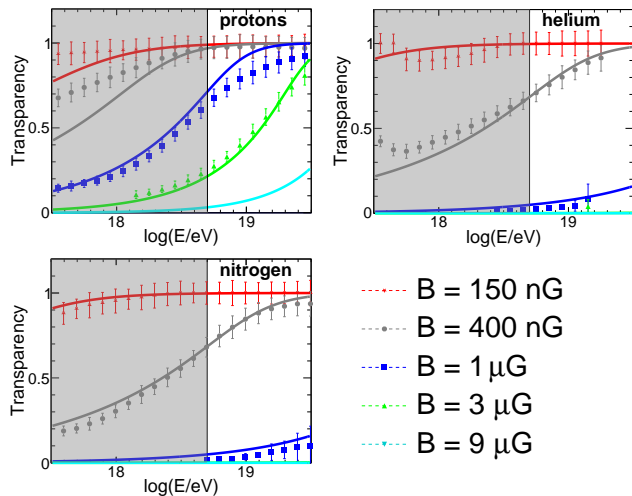 protons
Transparency
1
0.5
0
18
19
log(E/eV)
helium
Transparency
1
0.5
0
18
19
log(E/eV)
nitrogen
Transparency
1
0.5
0
18
19
log(E/eV)
B = 150 nG
B = 400 nG
B = 1 μG
B = 3 μG
B = 9 μG